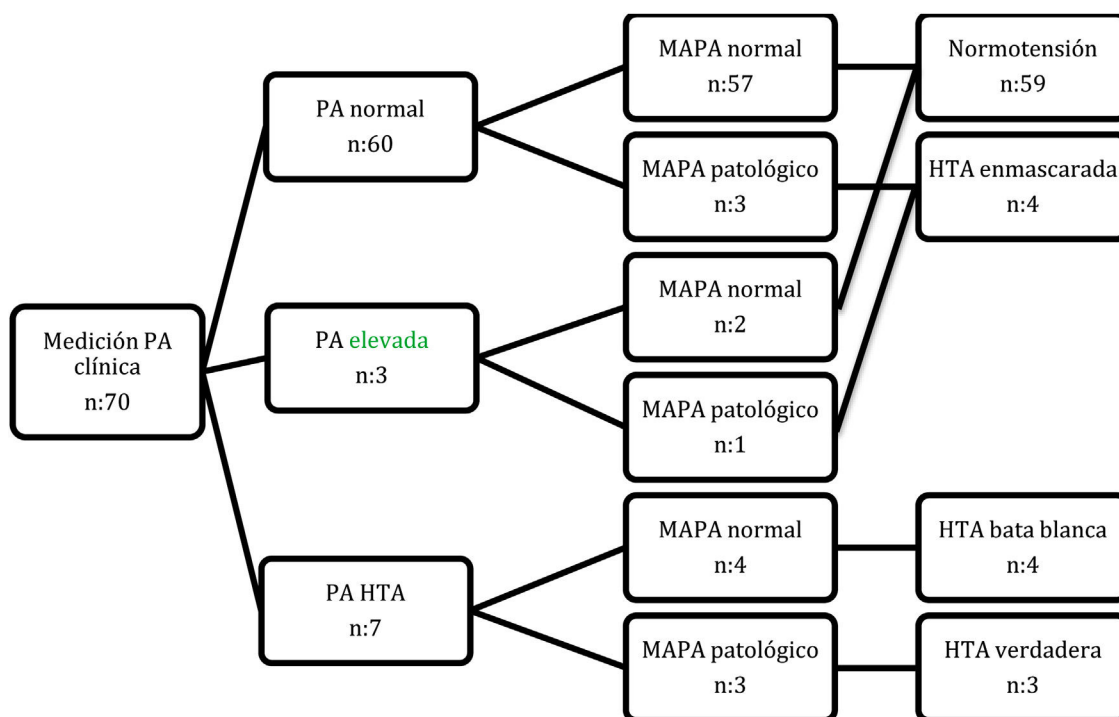 Medición PA
clínica
n:70
PA normal
n:60
PA elevada
n:3
PA HTA
n:7
MAPA normal
n:57
MAPA patológico
n:3
MAPA normal
n:2
MAPA patológico
n:1
MAPA normal
n:4
MAPA patológico
n:3
Normotensión
n:59
HTA enmascarada
n:4
HTA bata blanca
n:4
HTA verdadera
n:3